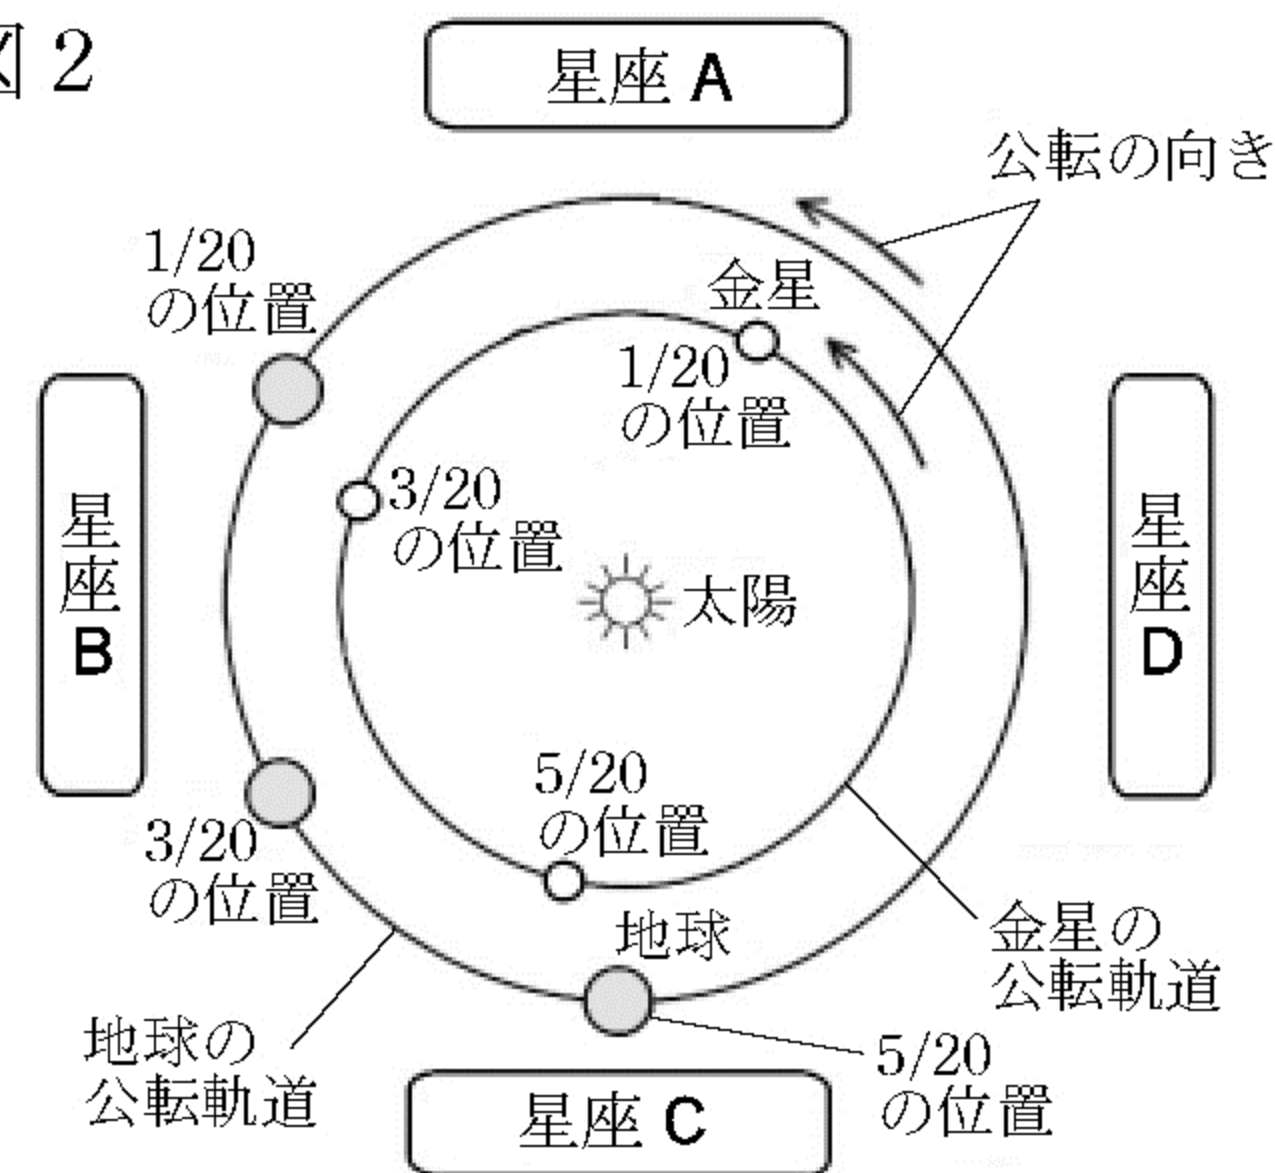 図 2
星座 A
公転の向き
1/20
の位置
金星
1/20
の位置
星座B
3/20
の位置
太陽
星座D
5/20
の位置
3/20
の位置
地球
金星の
公転軌道
地球の
公転軌道
5/20
の位置
星座 C